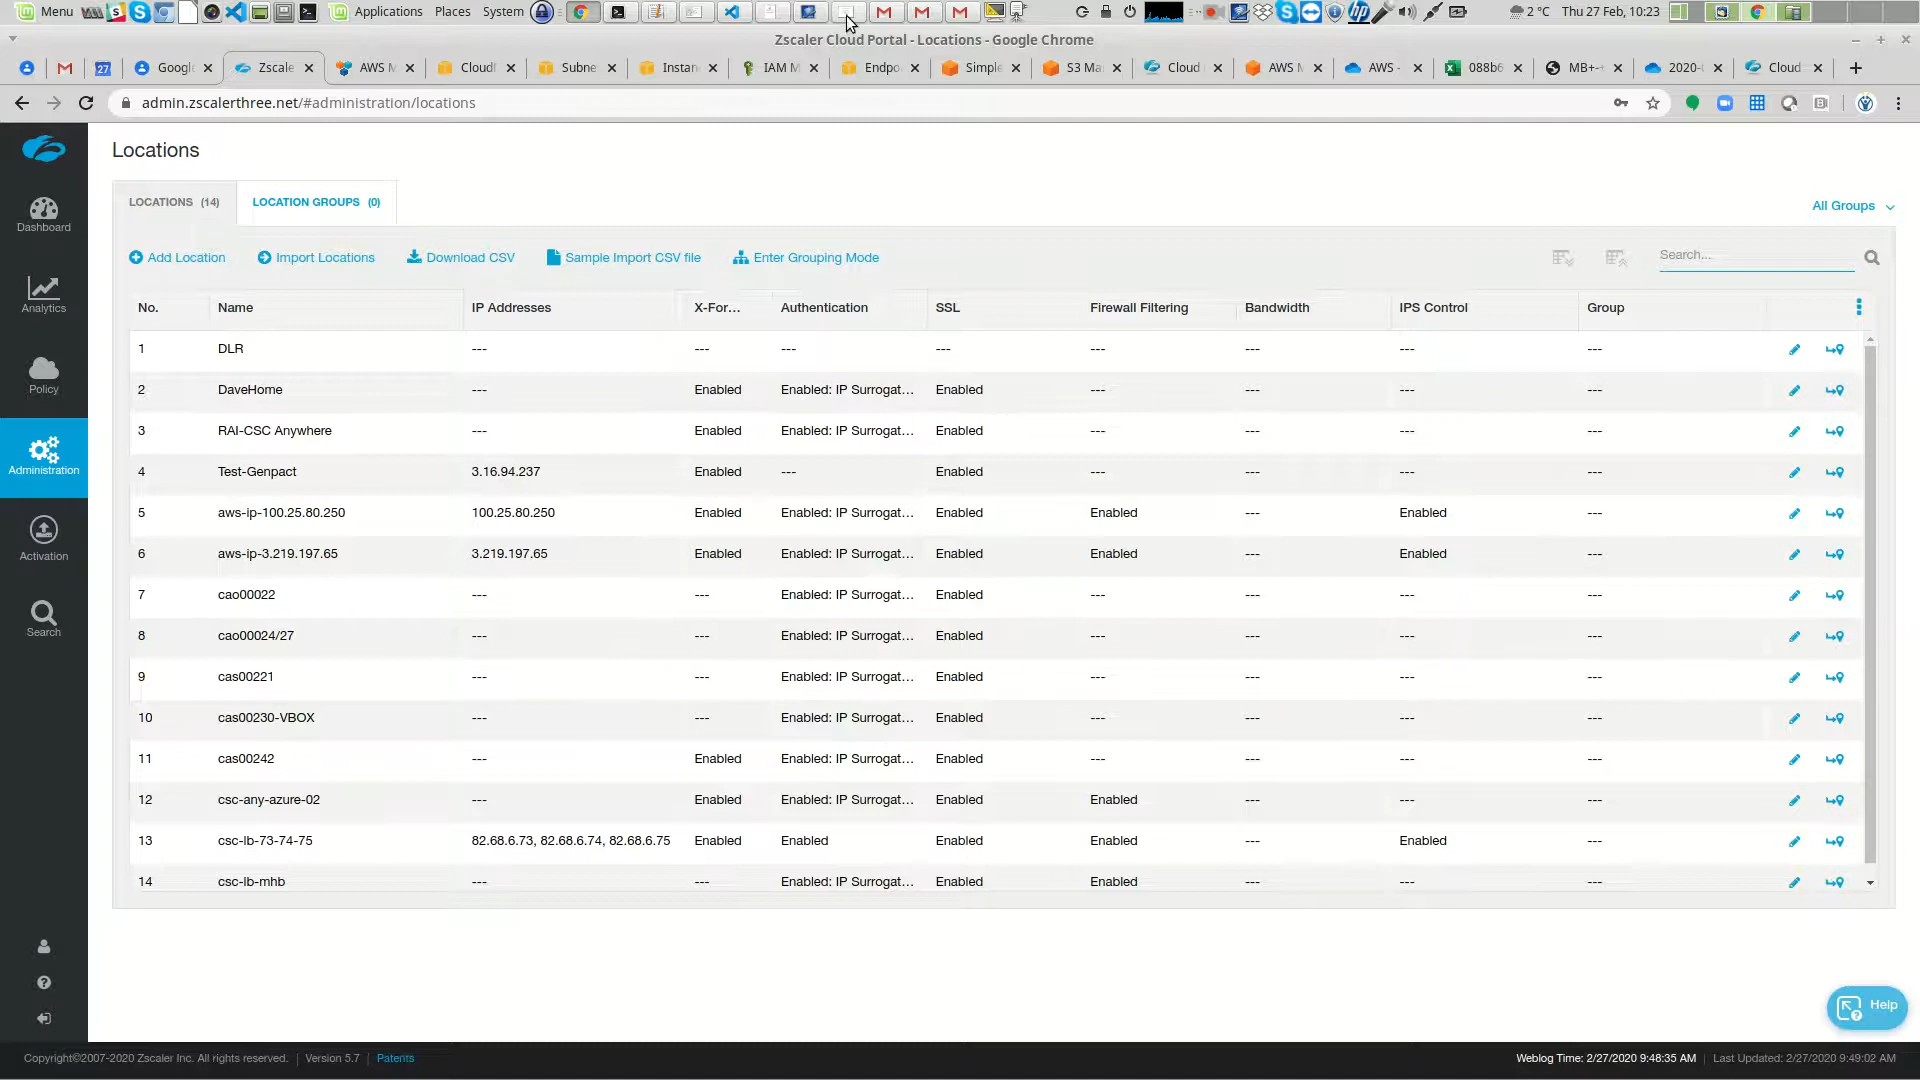 Menu Applications Places System 2 °C Thu 27 Feb, 10:23
Zscaler Cloud Portal - Locations - Google Chrome
27 Googl Zscale AWS M Cloudf Subne Instan IAM M Endpo Simple S3 Ma Cloud AWS AWS - 088b6 MB+- 2020- Cloud
admin.zscalerthree.net/#administration/locations
Locations
LOCATIONS (14) LOCATION GROUPS (0)
All Groups
Add Location Import Locations Download CSV Sample Import CSV file Enter Grouping Mode Search...
No. Name IP Addresses X-For... Authentication SSL Firewall Filtering Bandwidth IPS Control Group
1 DLR --- --- --- --- --- --- --- ---
2 DaveHome --- Enabled Enabled: IP Surrogat... Enabled --- --- --- ---
3 RAI-CSC Anywhere --- Enabled Enabled: IP Surrogat... Enabled --- --- --- ---
4 Test-Genpact 3.16.94.237 Enabled --- Enabled --- --- --- ---
5 aws-ip-100.25.80.250 100.25.80.250 Enabled Enabled: IP Surrogat... Enabled Enabled --- Enabled ---
6 aws-ip-3.219.197.65 3.219.197.65 Enabled Enabled: IP Surrogat... Enabled Enabled --- Enabled ---
7 cao00022 --- --- Enabled: IP Surrogat... Enabled --- --- --- ---
8 cao00024/27 --- --- Enabled: IP Surrogat... Enabled --- --- --- ---
9 cas00221 --- --- Enabled: IP Surrogat... Enabled --- --- --- ---
10 cas00230-VBOX --- --- Enabled: IP Surrogat... Enabled --- --- --- ---
11 cas00242 --- Enabled Enabled: IP Surrogat... Enabled --- --- --- ---
12 csc-any-azure-02 --- Enabled Enabled: IP Surrogat... Enabled Enabled --- --- ---
13 csc-lb-73-74-75 82.68.6.73, 82.68.6.74, 82.68.6.75 Enabled Enabled Enabled Enabled --- Enabled ---
14 csc-lb-mhb --- --- Enabled: IP Surrogat... Enabled Enabled --- --- ---
Dashboard
Analytics
Policy
Administration
Activation
Search
Help
Copyright©2007-2020 Zscaler Inc. All rights reserved. | Version 5.7 | Patents
Weblog Time: 2/27/2020 9:48:35 AM | Last Updated: 2/27/2020 9:49:02 AM